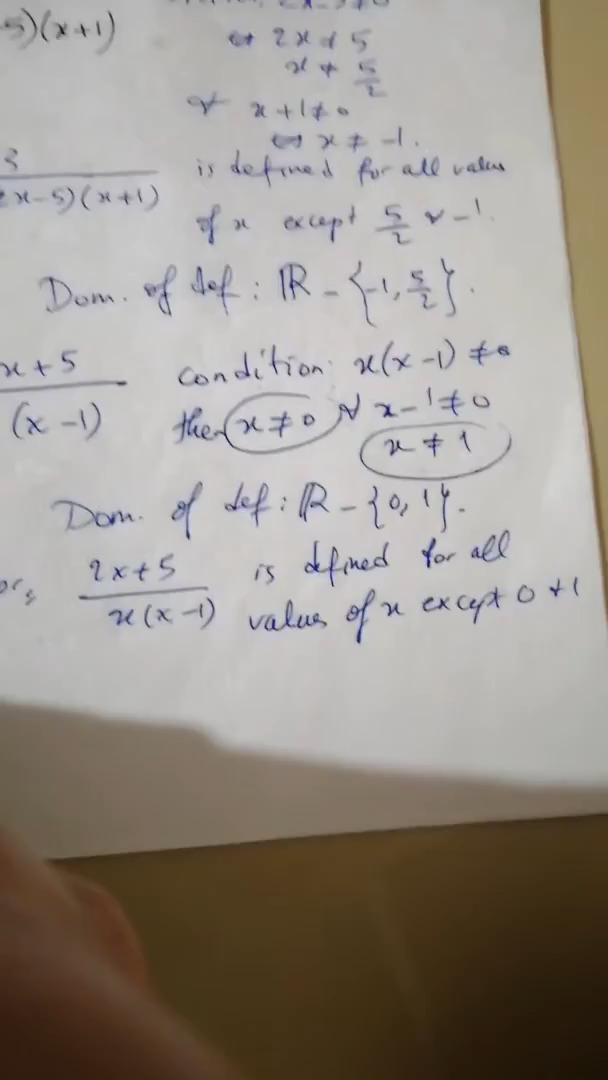 5)(x+1)
⇔ 2x ≠ 5
x ≠ 5/2
x+1 ≠ 0
⇔ x ≠ -1.
3/(2x-5)(x+1) is defined for all value
of x except 5/2 & -1.
Dom. of def : ℝ - {-1, 5/2}.
x+5/(x-1) condition: x(x-1) ≠ 0
then x ≠ 0 & x-1 ≠ 0
x ≠ 1
Dom. of def : ℝ - {0, 1}.
2x+5/x(x-1) is defined for all
values of x except 0 & 1